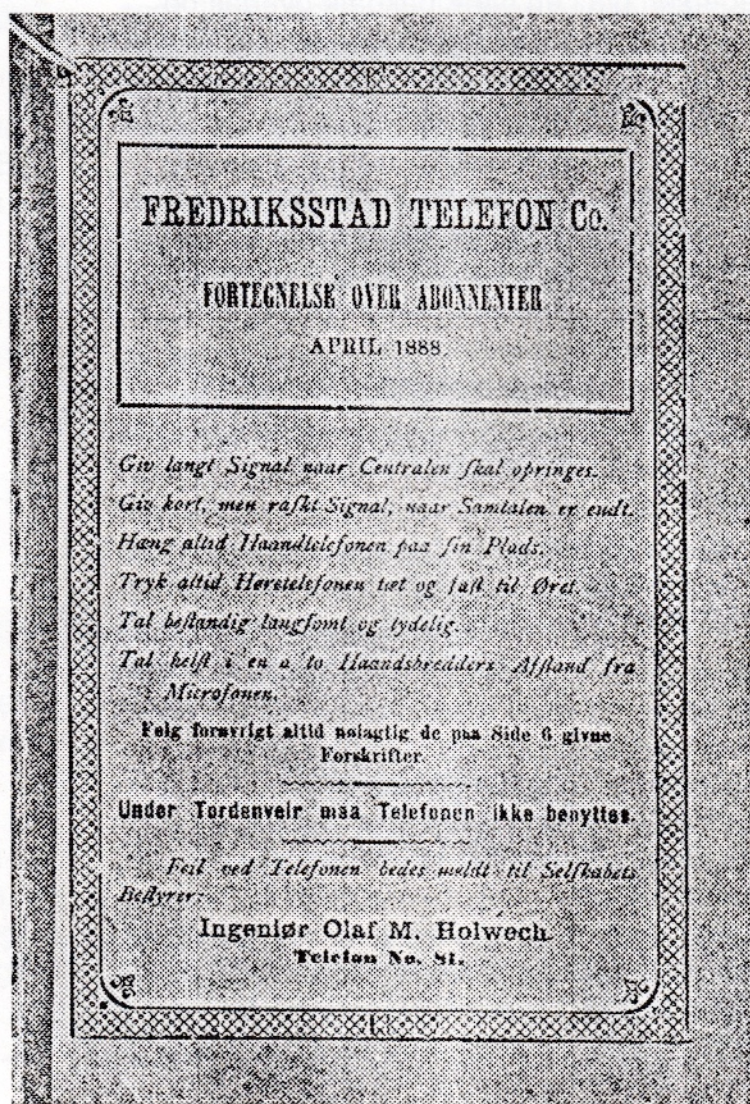 FREDRIKSSTAD TELEFON Co.
FORTEGNELSE OVER ABONNENTER
APRIL 1888.
Giv langt Signal naar Centralen ſkal opringes.
Giv kort, men raſkt Signal, naar Samtalen er endt.
Hæng altid Haandtelefonen paa ſin Plads.
Tryk altid Høretelefonen tæt og faſt til Øret.
Tal beſtandig langſomt og tydelig.
Tal helſt i en a to Haandsbredders Afſtand fra
Microfonen.
Følg forøvrigt altid nøiagtig de paa Side 6 givne
Forskrifter.
Under Tordenveir maa Telefonen ikke benyttes.
Feil ved Telefonen bedes meldt til Selſkabets
Beſtyrer:
Ingeniør Olaf M. Holwech.
Telefon No. 81.